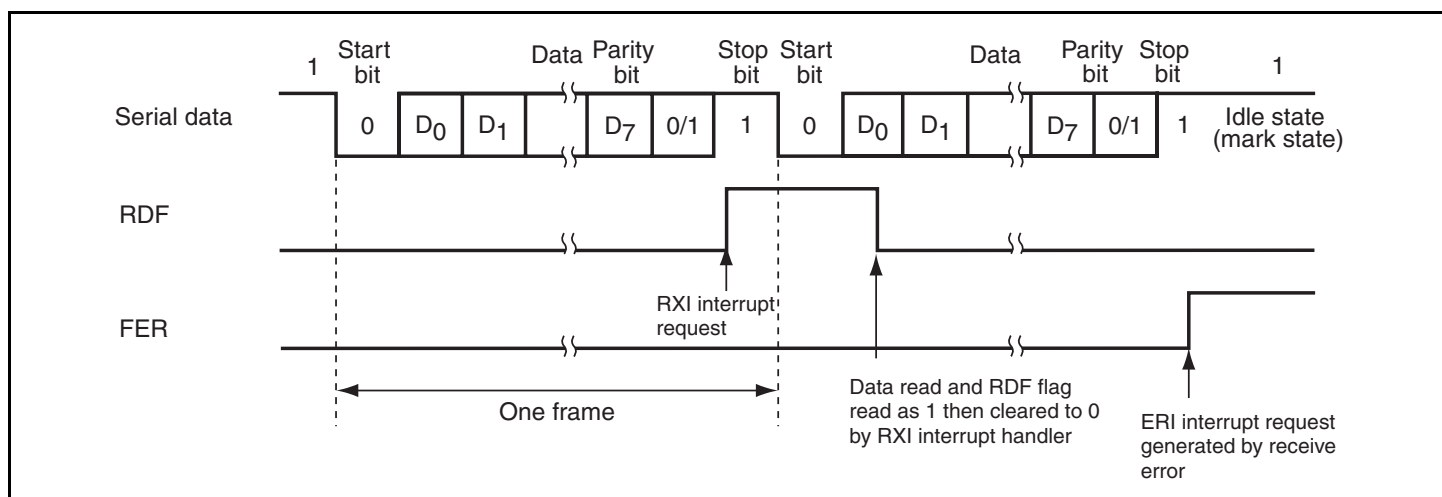 1
Start bit
Data
Parity bit
Stop bit
Start bit
Data
Parity bit
Stop bit
1
Serial data
0
D0
D1
D7
0/1
1
0
D0
D1
D7
0/1
1
Idle state
(mark state)
RDF
RXI interrupt
request
FER
One frame
Data read and RDF flag
read as 1 then cleared to 0
by RXI interrupt handler
ERI interrupt request
generated by receive
error